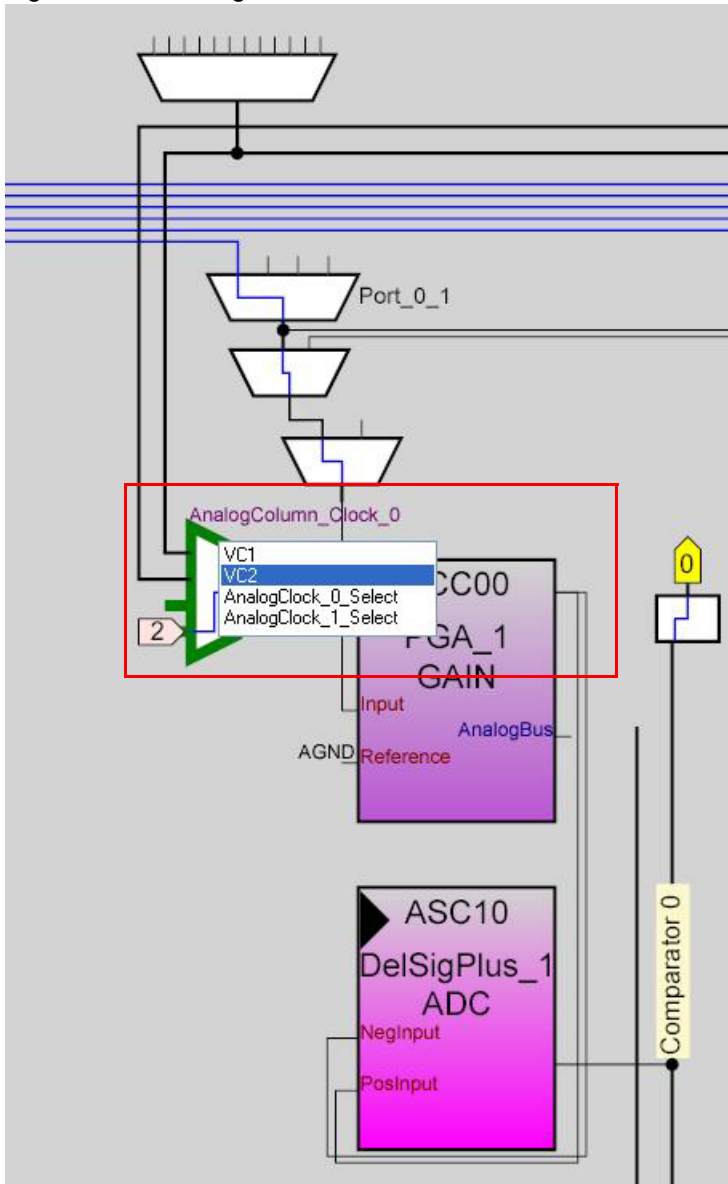 Port_0_1
AnalogColumn_Clock_0
VC1
VC2
AnalogClock_0_Select
AnalogClock_1_Select
2
CC00
PGA_1
GAIN
Input
AnalogBus
AGND
Reference
0
ASC10
DelSigPlus_1
ADC
NegInput
PosInput
Comparator 0